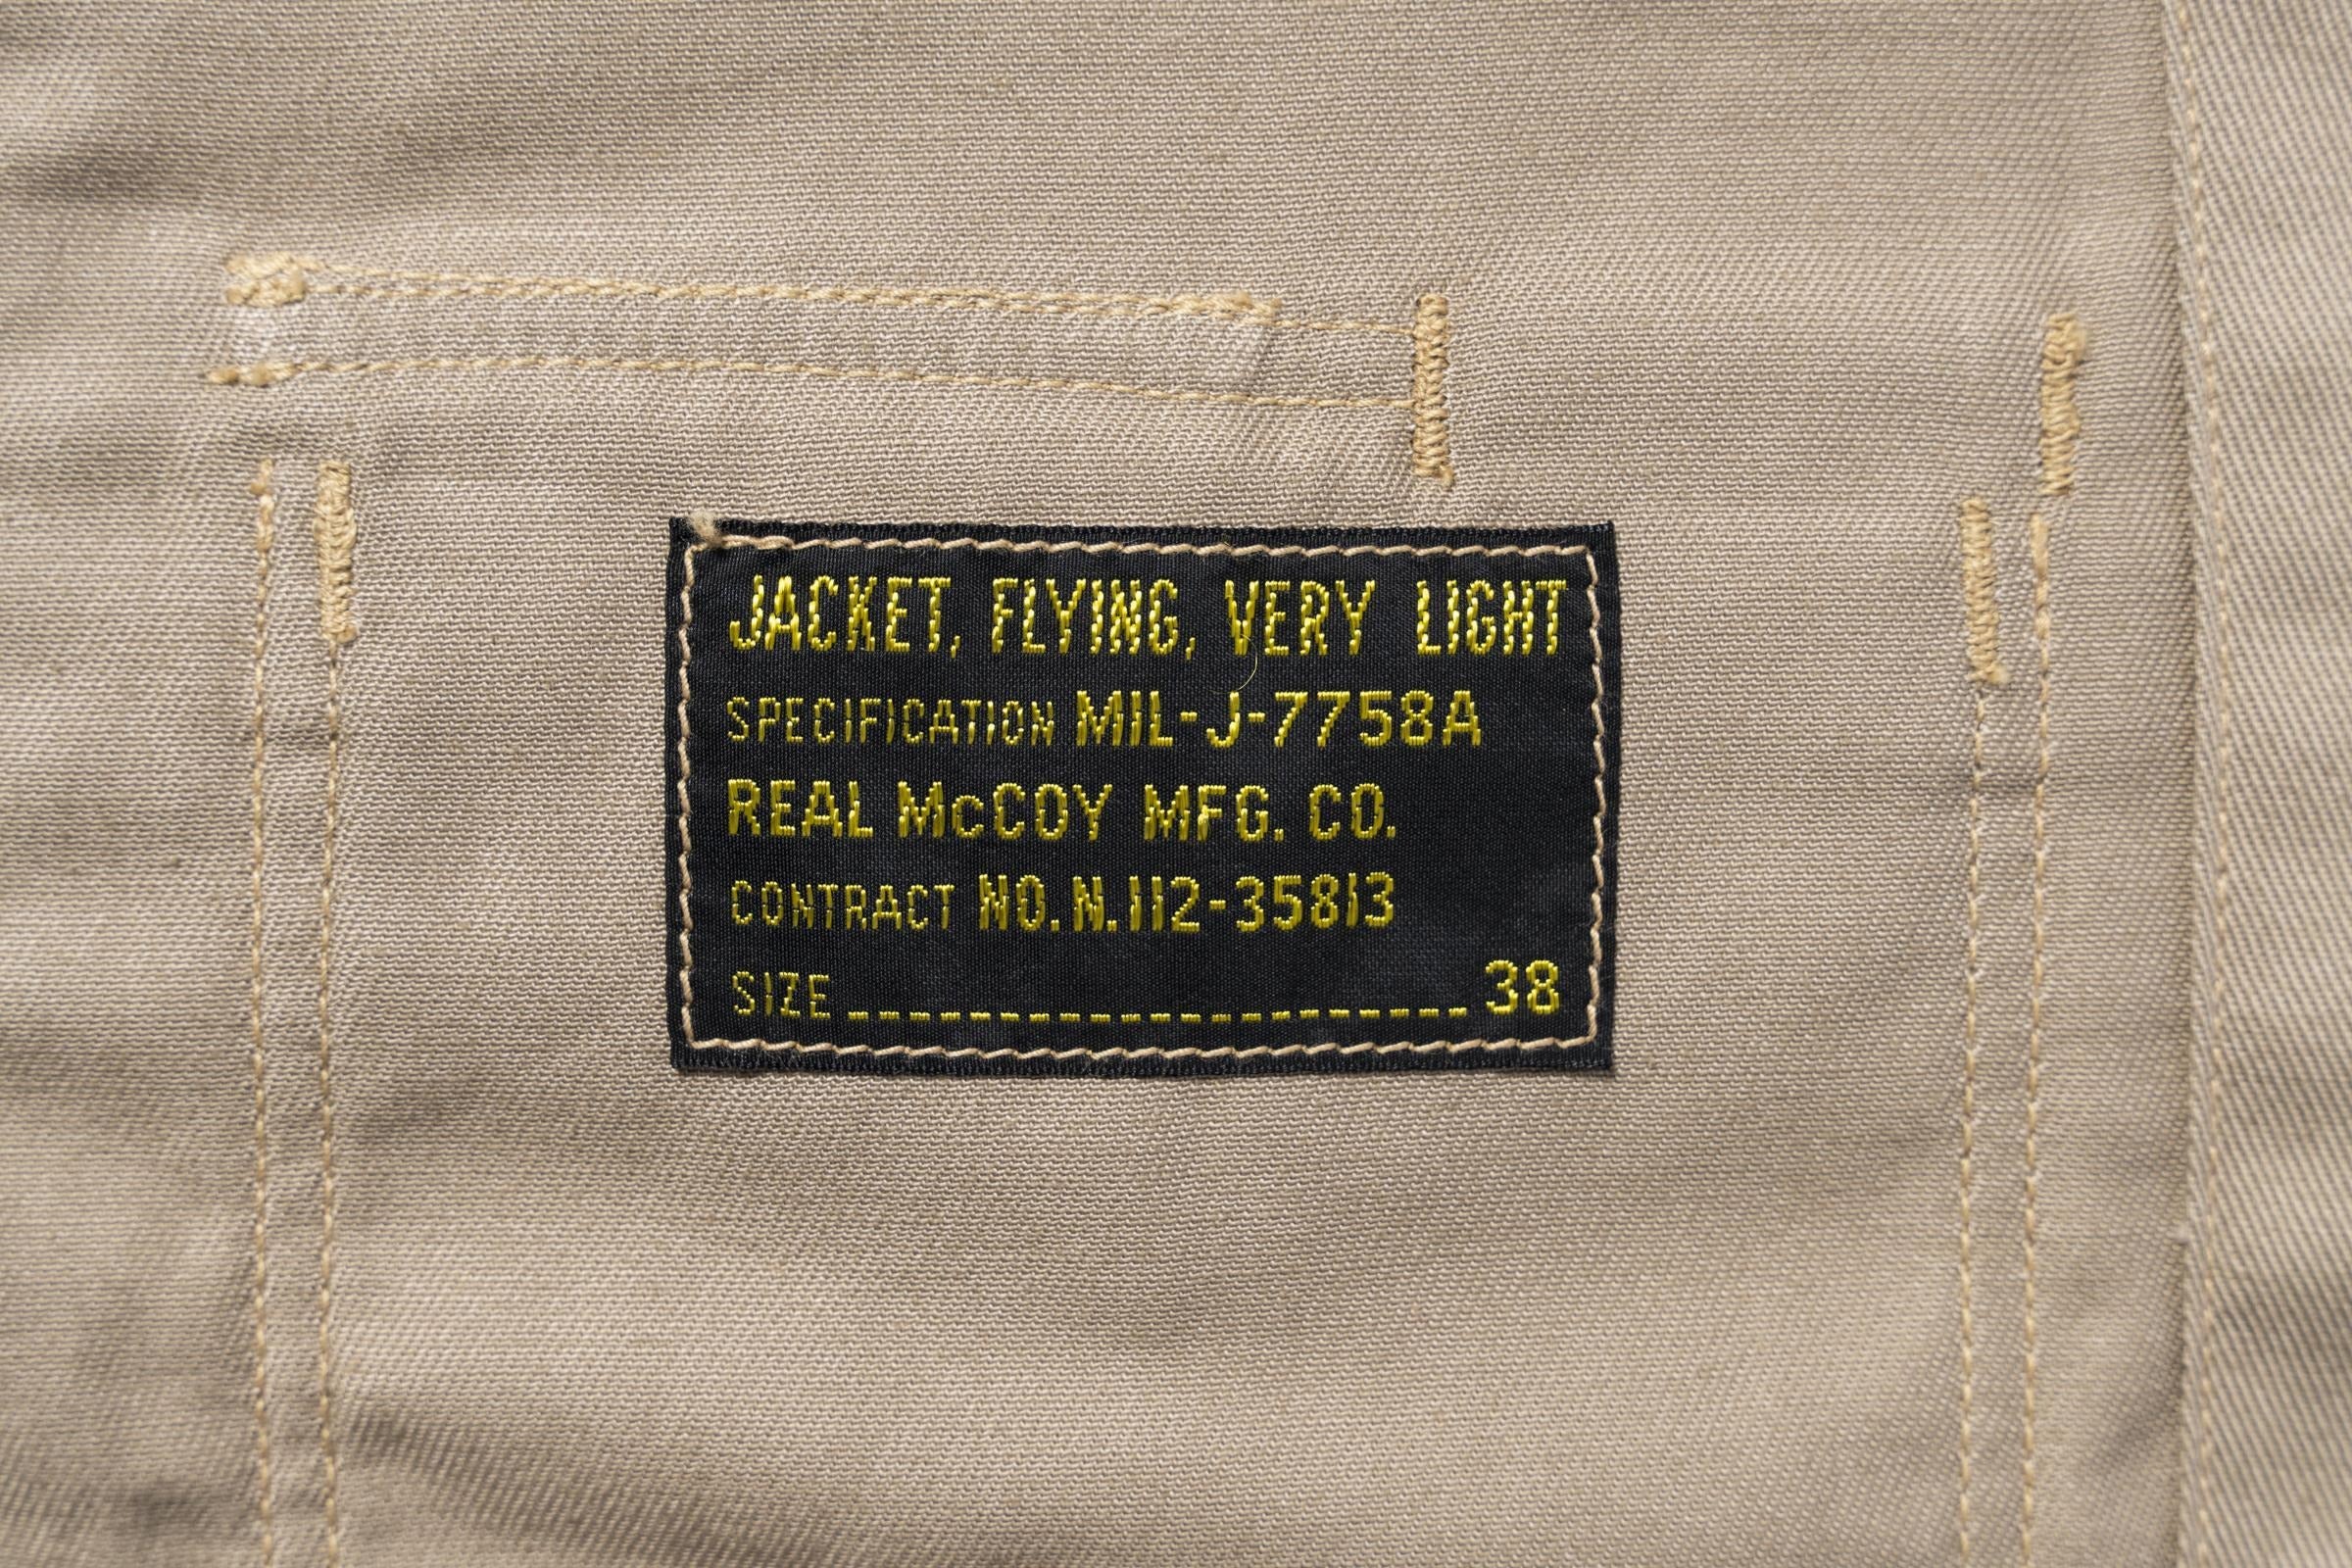 JACKET, FLYING, VERY LIGHT
SPECIFICATION MIL-J-7758A
REAL McCOY MFG. CO.
CONTRACT NO. N. 112-35813
SIZE ____________________ 38